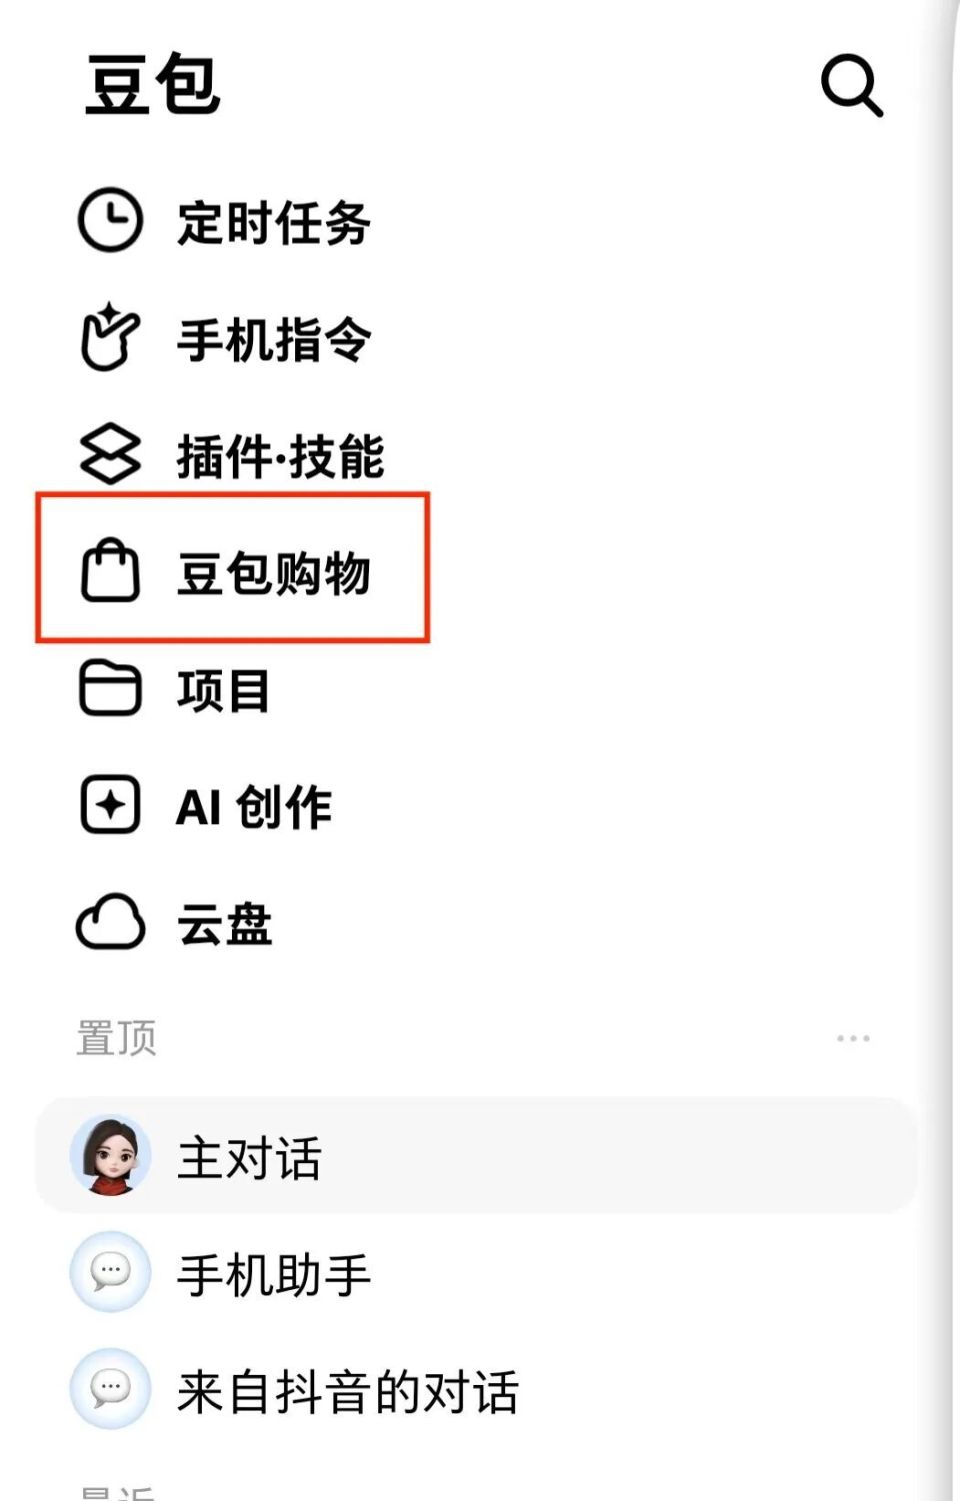 豆包
定时任务
手机指令
插件·技能
豆包购物
项目
AI 创作
云盘
置顶
主对话
手机助手
来自抖音的对话